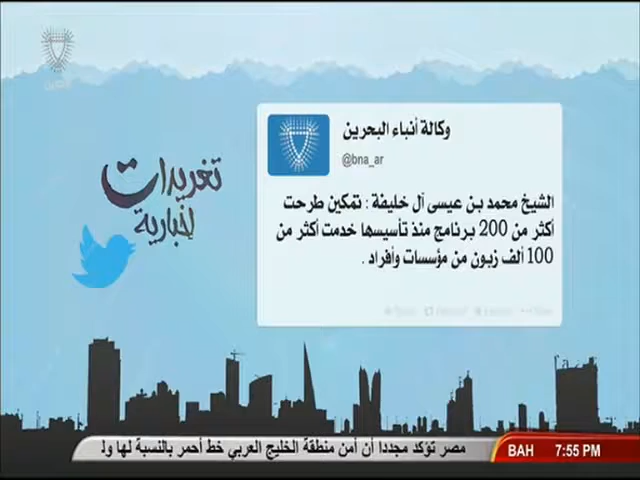 تغريدات
إخبارية
وكالة أنباء البحرين
@bna_ar
الشيخ محمد بن عيسى آل خليفة : تمكين طرحت
أكثر من 200 برنامج منذ تأسيسها خدمت أكثر من
100 ألف زبون من مؤسسات وأفراد .
مصر تؤكد مجددا أن أمن منطقة الخليج العربي خط أحمر بالنسبة لها ولـ
BAH 7:55 PM